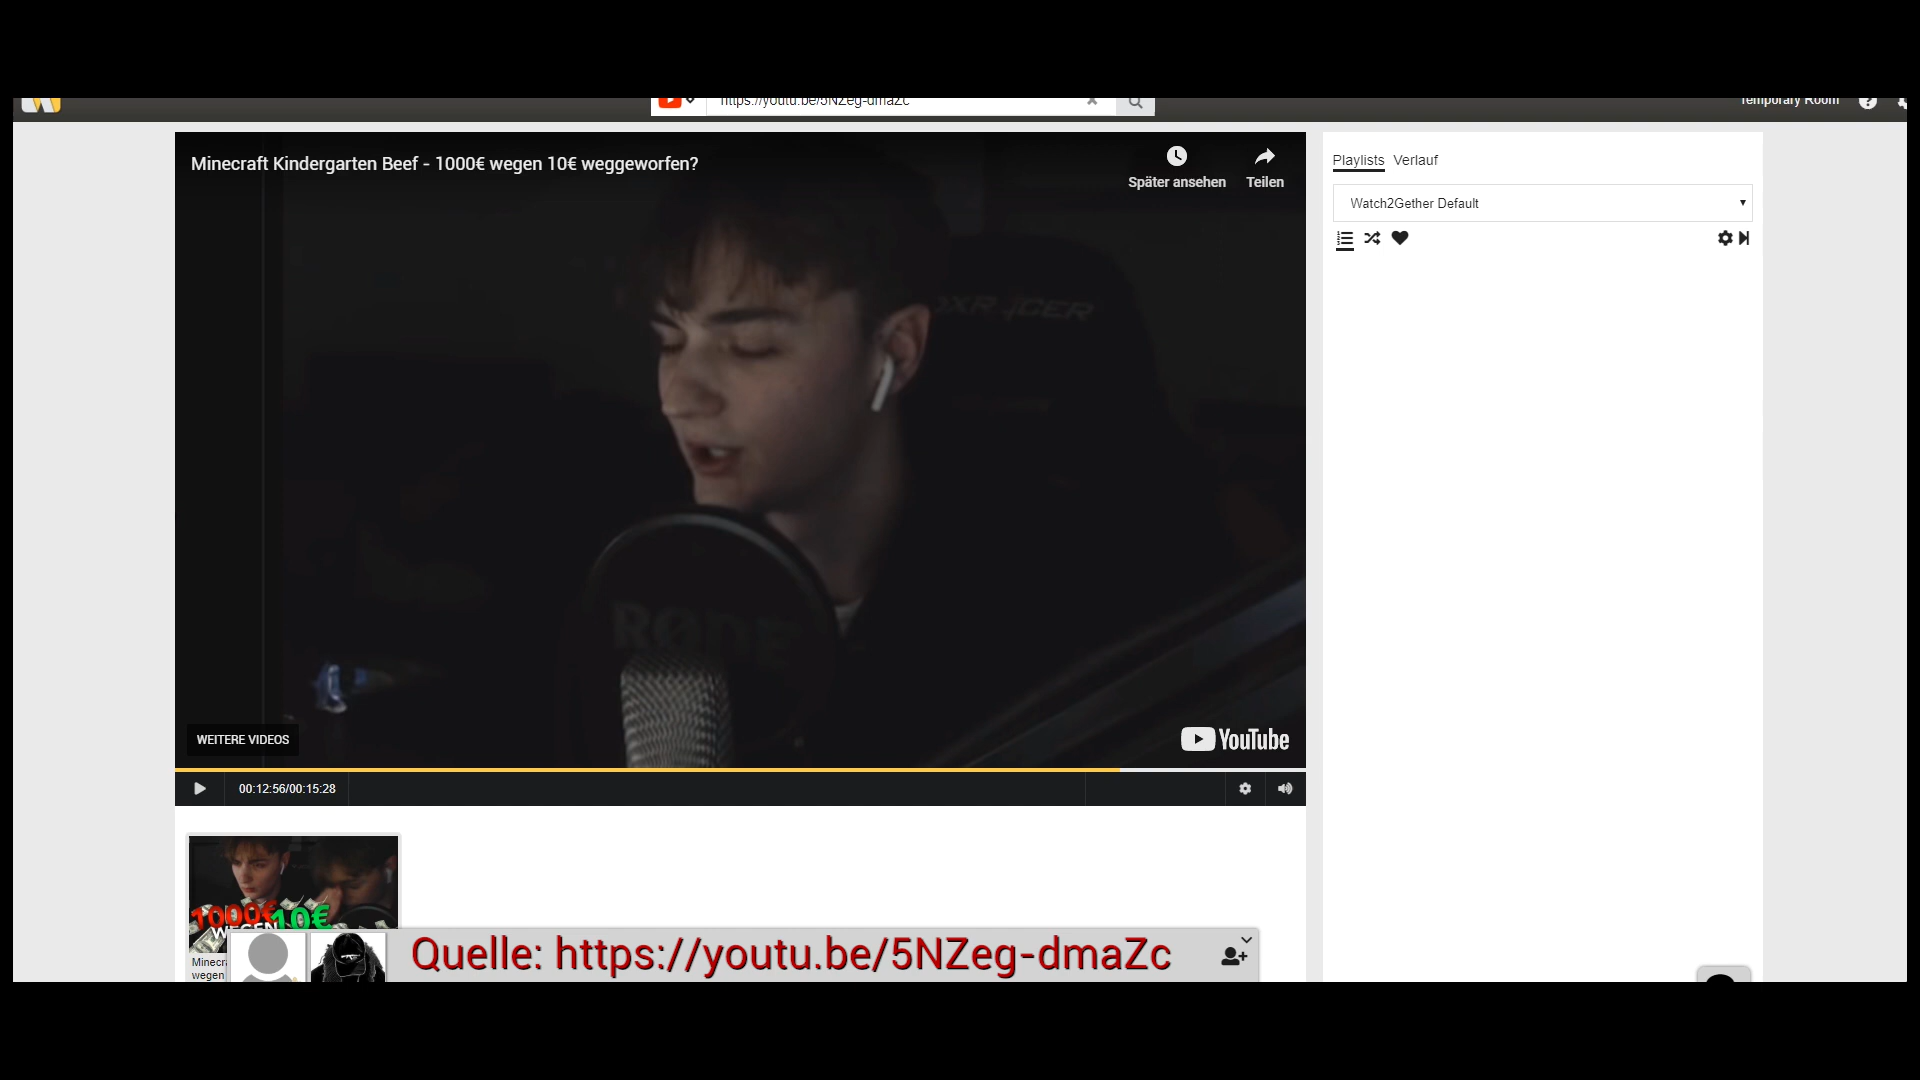 https://youtu.be/5NZeg-dmaZc
Temporary Room
Minecraft Kindergarten Beef - 1000€ wegen 10€ weggeworfen?
Später ansehen
Teilen
Playlists
Verlauf
Watch2Gether Default
DXRACER
RØDE
WEITERE VIDEOS
YouTube
00:12:56/00:15:28
1000€ 10€
WEGEN
Minecra
wegen
Quelle: https://youtu.be/5NZeg-dmaZc